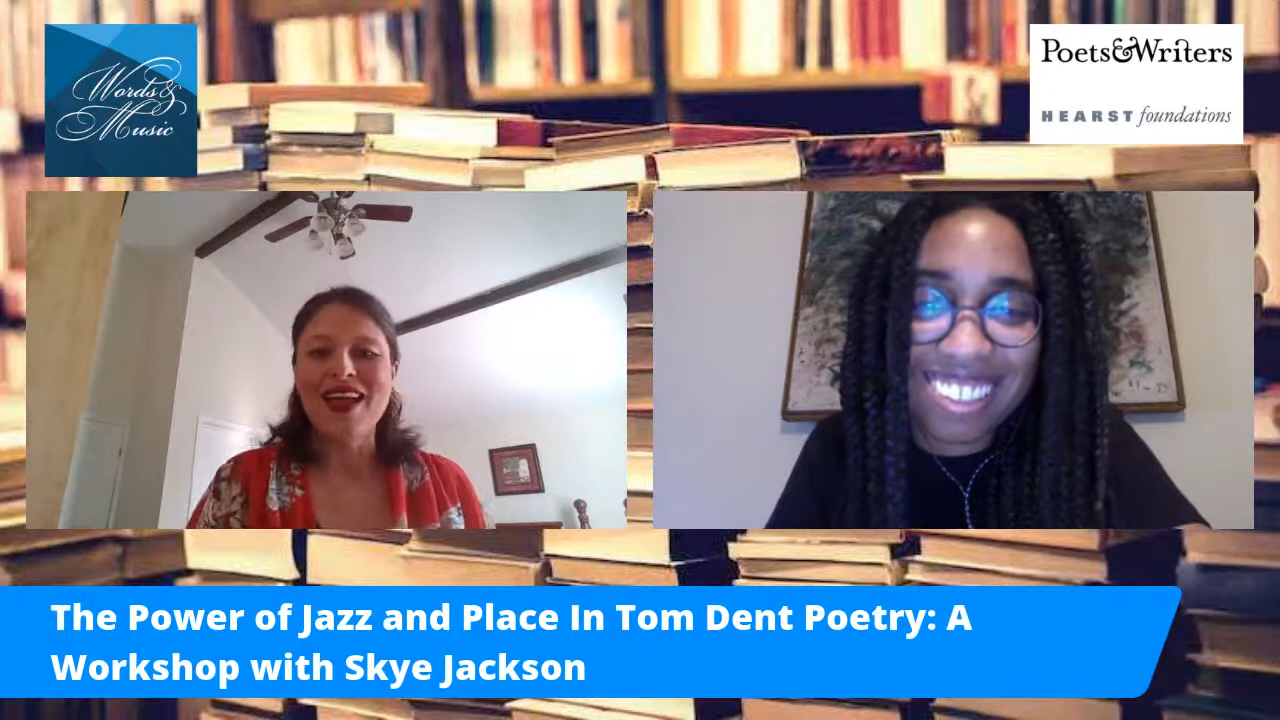 Words &
Music
Poets & Writers
HEARST foundations
The Power of Jazz and Place In Tom Dent Poetry: A
Workshop with Skye Jackson